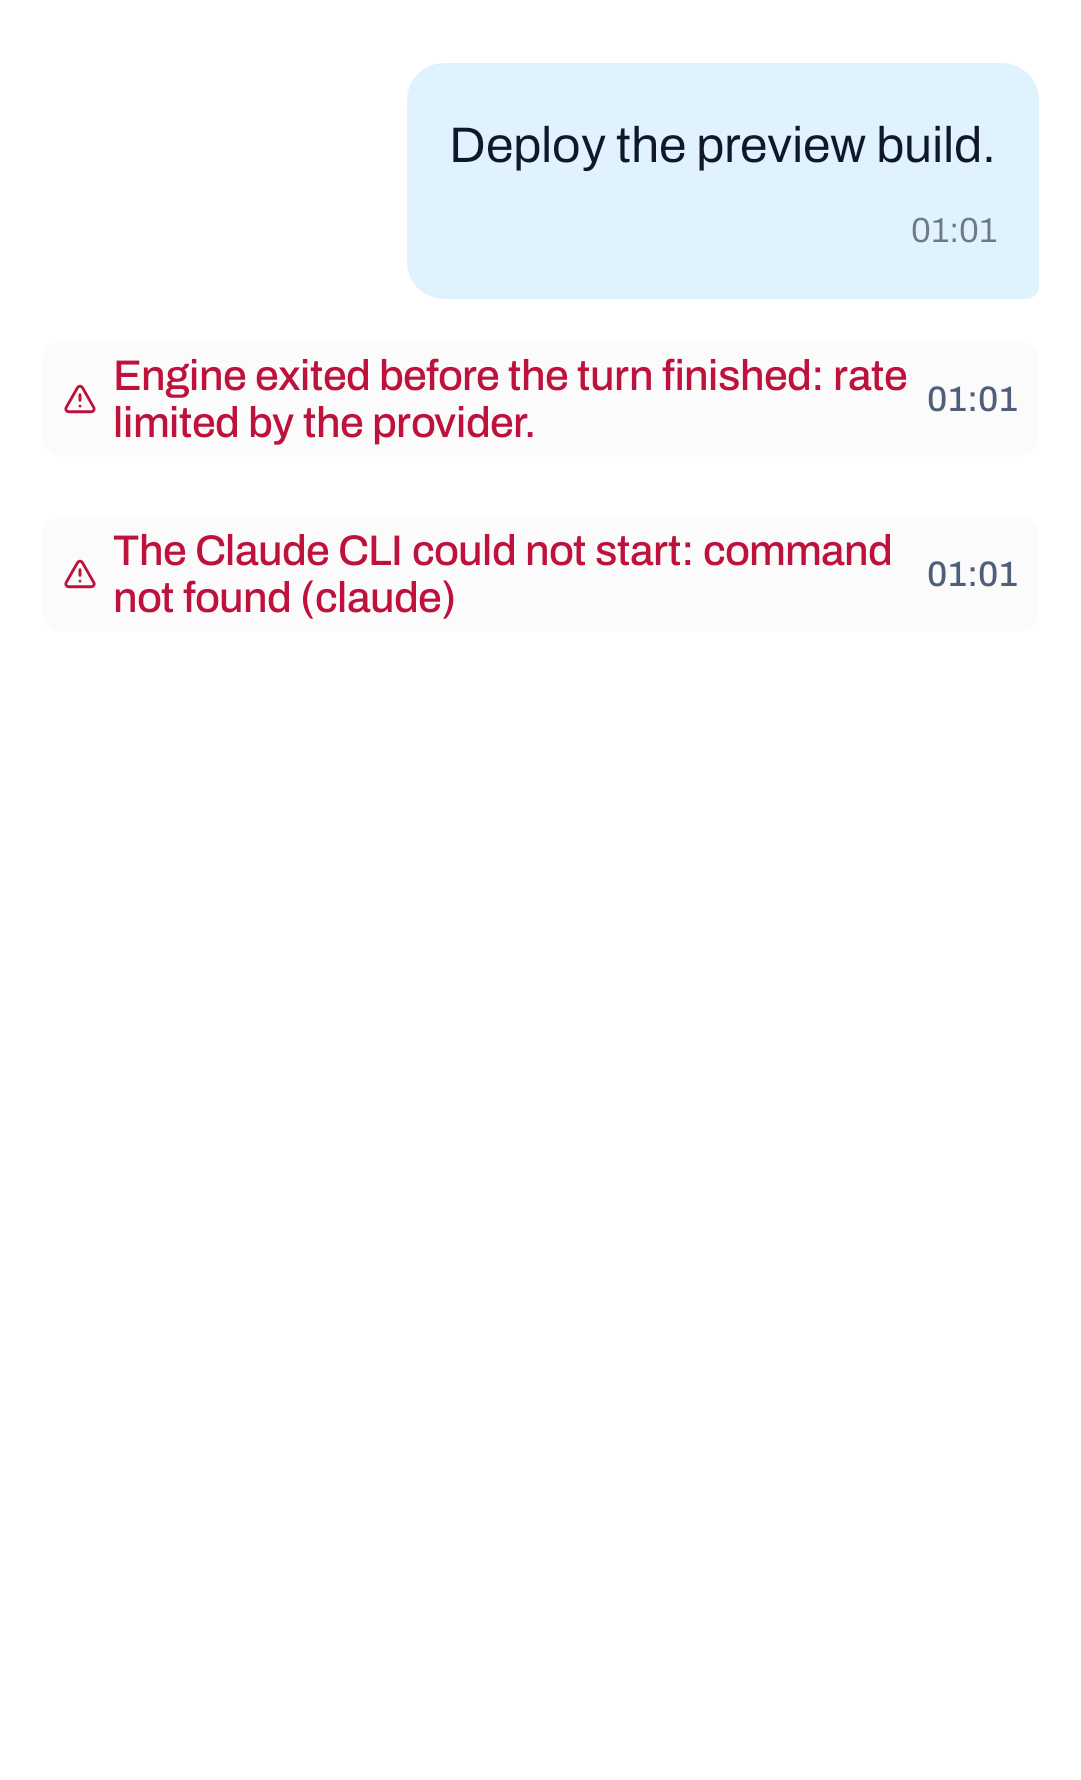 Deploy the preview build.
01:01
Engine exited before the turn finished: rate
limited by the provider.
01:01
The Claude CLI could not start: command
not found (claude)
01:01